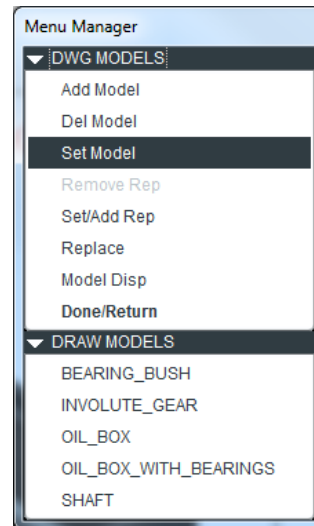 Menu Manager
DWG MODELS
Add Model
Del Model
Set Model
Remove Rep
Set/Add Rep
Replace
Model Disp
Done/Return
DRAW MODELS
BEARING_BUSH
INVOLUTE_GEAR
OIL_BOX
OIL_BOX_WITH_BEARINGS
SHAFT